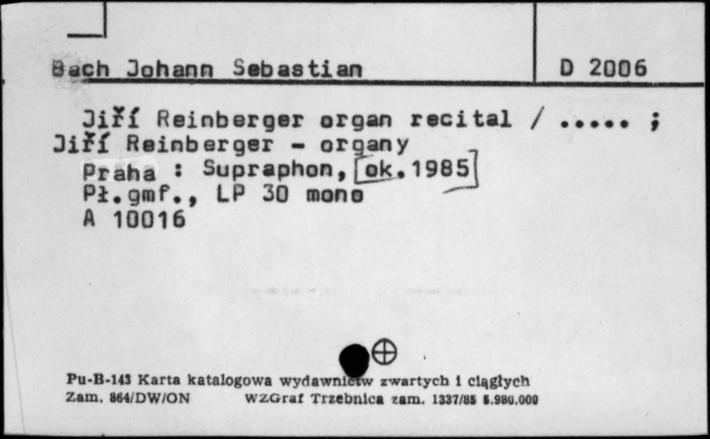 Bach Johann Sebastian
D 2006
Jiří Reinberger organ recital / ..... ;
Jiří Reinberger - organy
Praha : Supraphon, [ok.1985]
Pł.gmf., LP 30 mono
A 10016
Pu-B-143 Karta katalogowa wydawnictw zwartych i ciągłych
Zam. 864/DW/ON WZGraf Trzebnica zam. 1337/85 5.980.000